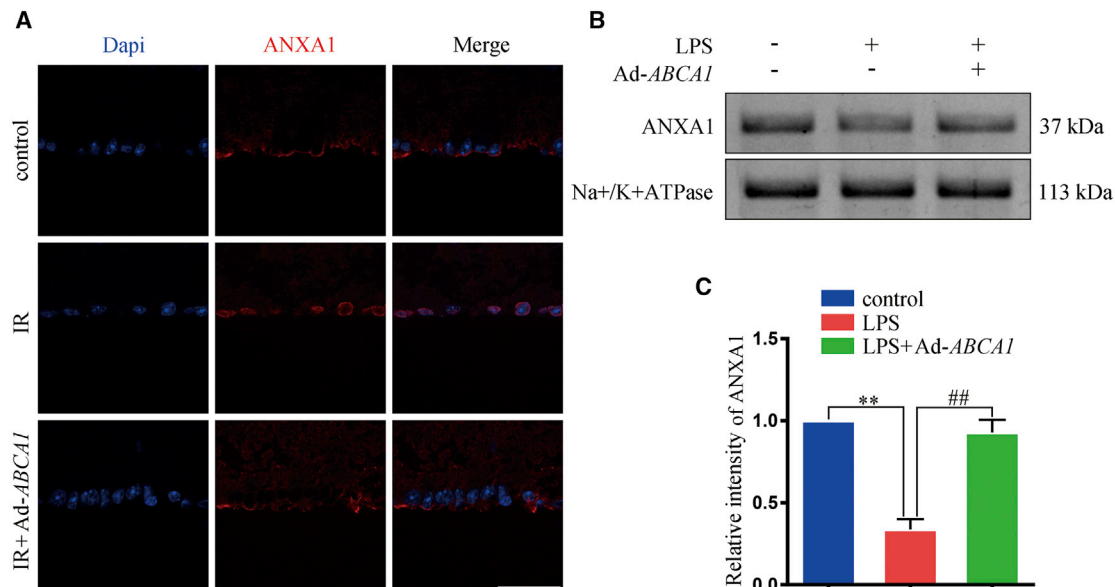 A
Dapi ANXA1 Merge
control
IR
IR+Ad-ABCA1
B
LPS - + +
Ad-ABCA1 - - +
ANXA1 37 kDa
Na+/K+ATPase 113 kDa
C
control
LPS
LPS+Ad-ABCA1
Relative intensity of ANXA1
1.5
1.0
0.5
0.0
** ##